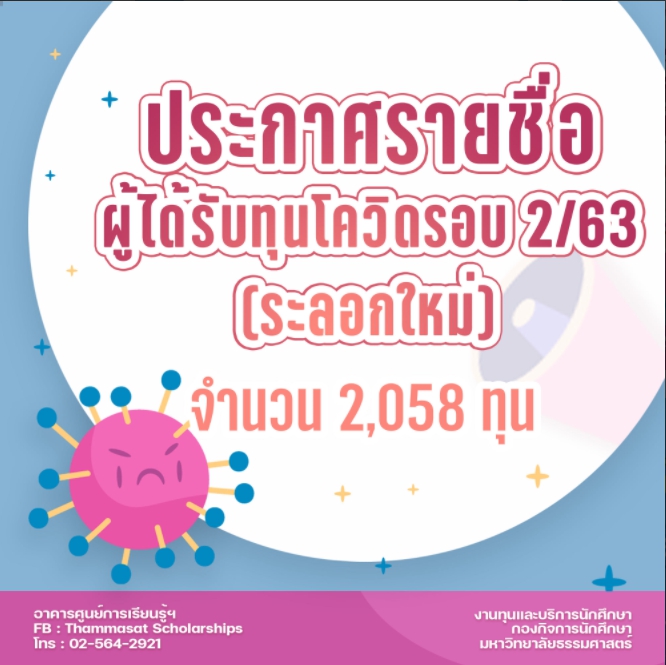 ประกาศรายชื่อ
ผู้ได้รับทุนโควิดรอบ 2/63
(ระลอกใหม่)
จำนวน 2,058 ทุน
อาคารศูนย์การเรียนรู้ฯ
FB : Thammasat Scholarships
โทร : 02-564-2921
งานทุนและบริการนักศึกษา
กองกิจการนักศึกษา
มหาวิทยาลัยธรรมศาสตร์